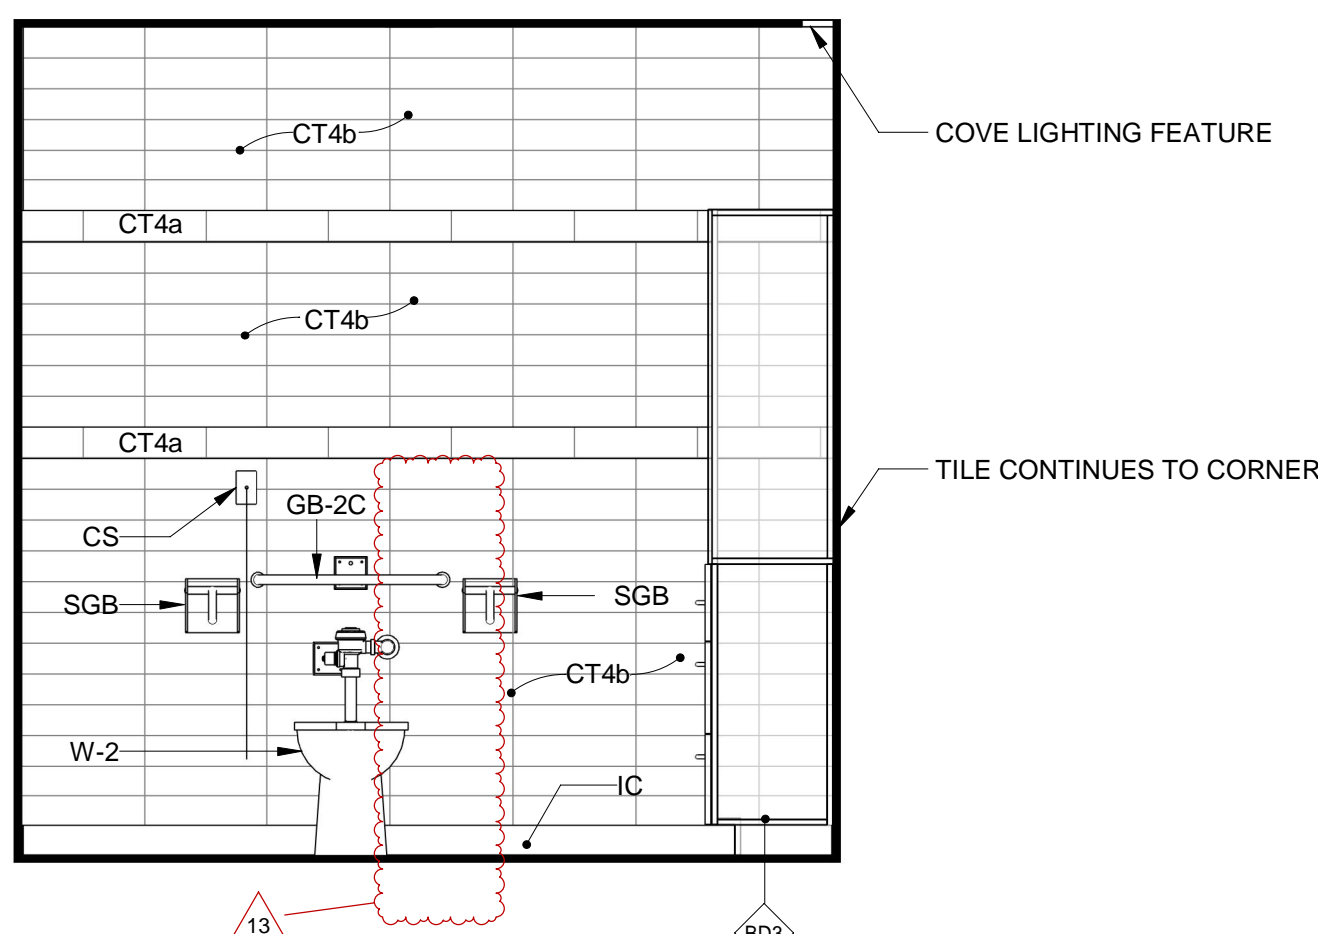 COVE LIGHTING FEATURE
CT4b
CT4a
CT4b
CT4a
TILE CONTINUES TO CORNER
GB-2C
CS
SGB
SGB
CT4b
W-2
IC
13
BD3